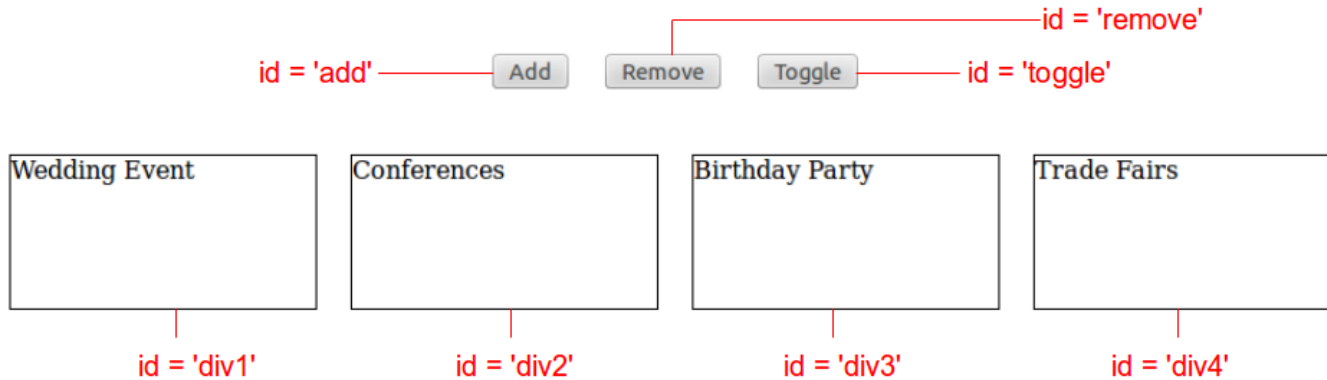 id = 'remove'
id = 'add' Add Remove Toggle id = 'toggle'
Wedding Event Conferences Birthday Party Trade Fairs
id = 'div1' id = 'div2' id = 'div3' id = 'div4'